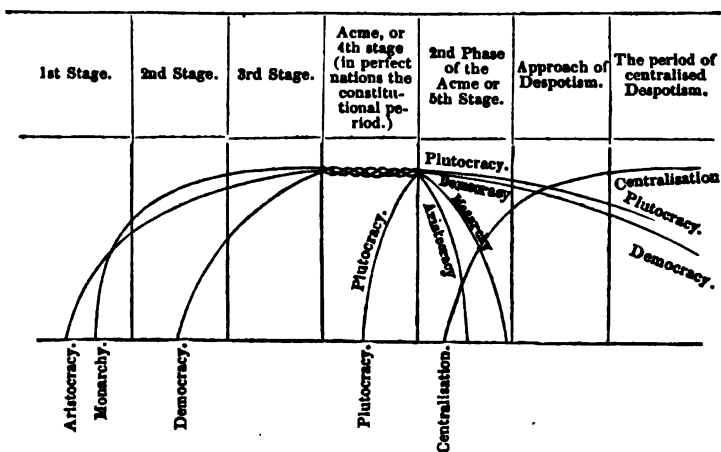 1st Stage.
2nd Stage.
3rd Stage.
Acme, or
4th stage
(in perfect
nations the
constitu-
tional pe-
riod.)
2nd Phase
of the
Acme or
5th Stage.
Approach of
Despotism.
The period of
centralised
Despotism.
Plutocracy.
Democracy
Monarchy
Aristocracy
Plutocracy.
Centralisation
Plutocracy.
Democracy.
Aristocracy.
Monarchy.
Democracy.
Plutocracy.
Centralisation.